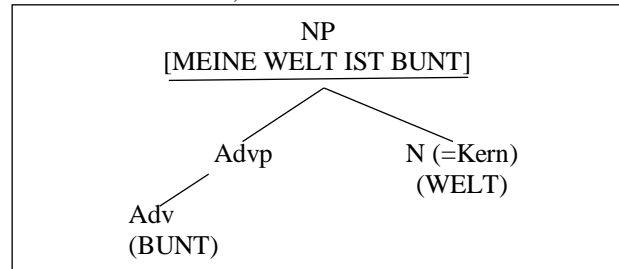 NP
[MEINE WELT IST BUNT]
Advp N (=Kern)
(WELT)
Adv
(BUNT)